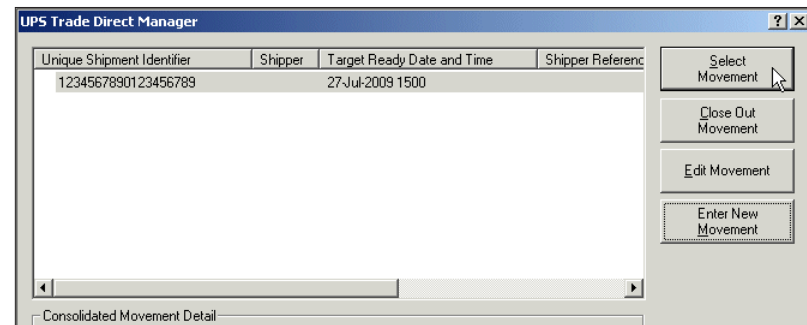 UPS Trade Direct Manager
Unique Shipment Identifier Shipper Target Ready Date and Time Shipper Referenc
1234567890123456789 27-Jul-2009 1500
Select
Movement
Close Out
Movement
Edit Movement
Enter New
Movement
Consolidated Movement Detail